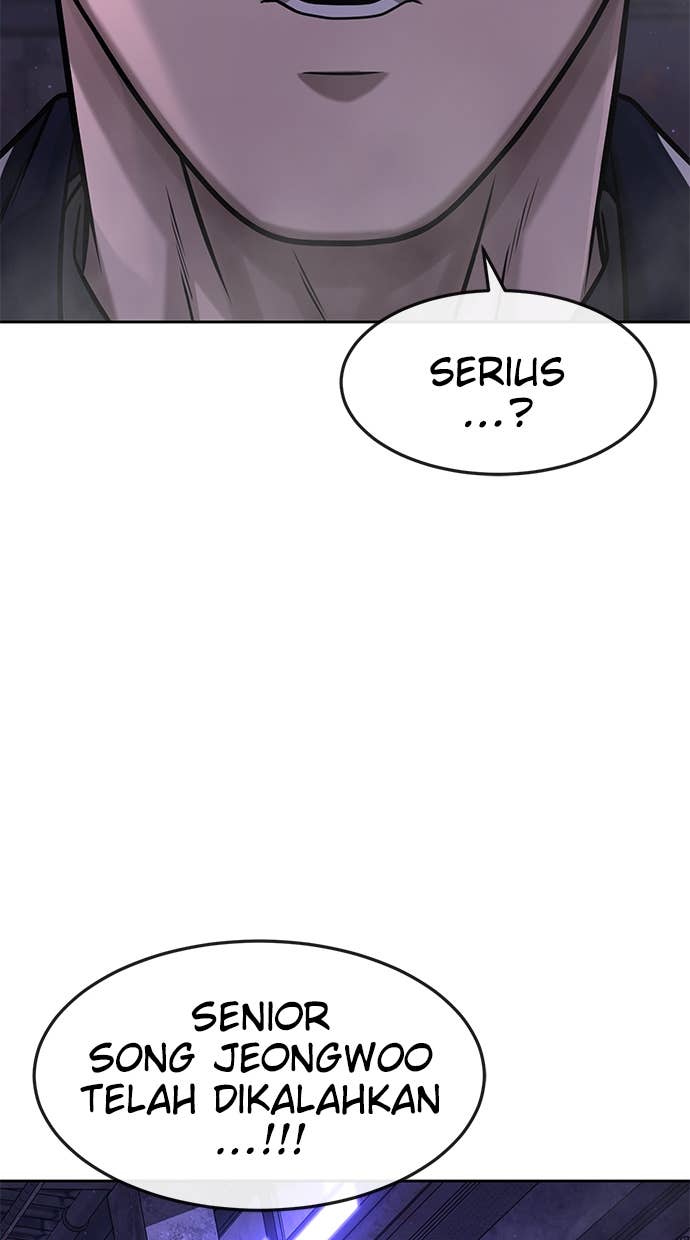 SERIUS
...?
SENIOR
SONG JEONGWOO
TELAH DIKALAHKAN
...!!!